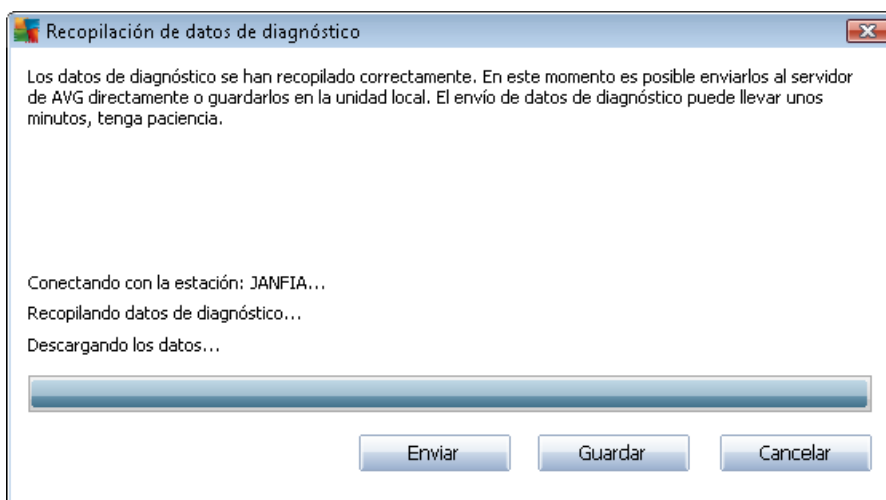 Recopilación de datos de diagnóstico
Los datos de diagnóstico se han recopilado correctamente. En este momento es posible enviarlos al servidor
de AVG directamente o guardarlos en la unidad local. El envío de datos de diagnóstico puede llevar unos
minutos, tenga paciencia.
Conectando con la estación: JANFIA...
Recopilando datos de diagnóstico...
Descargando los datos...
Enviar Guardar Cancelar